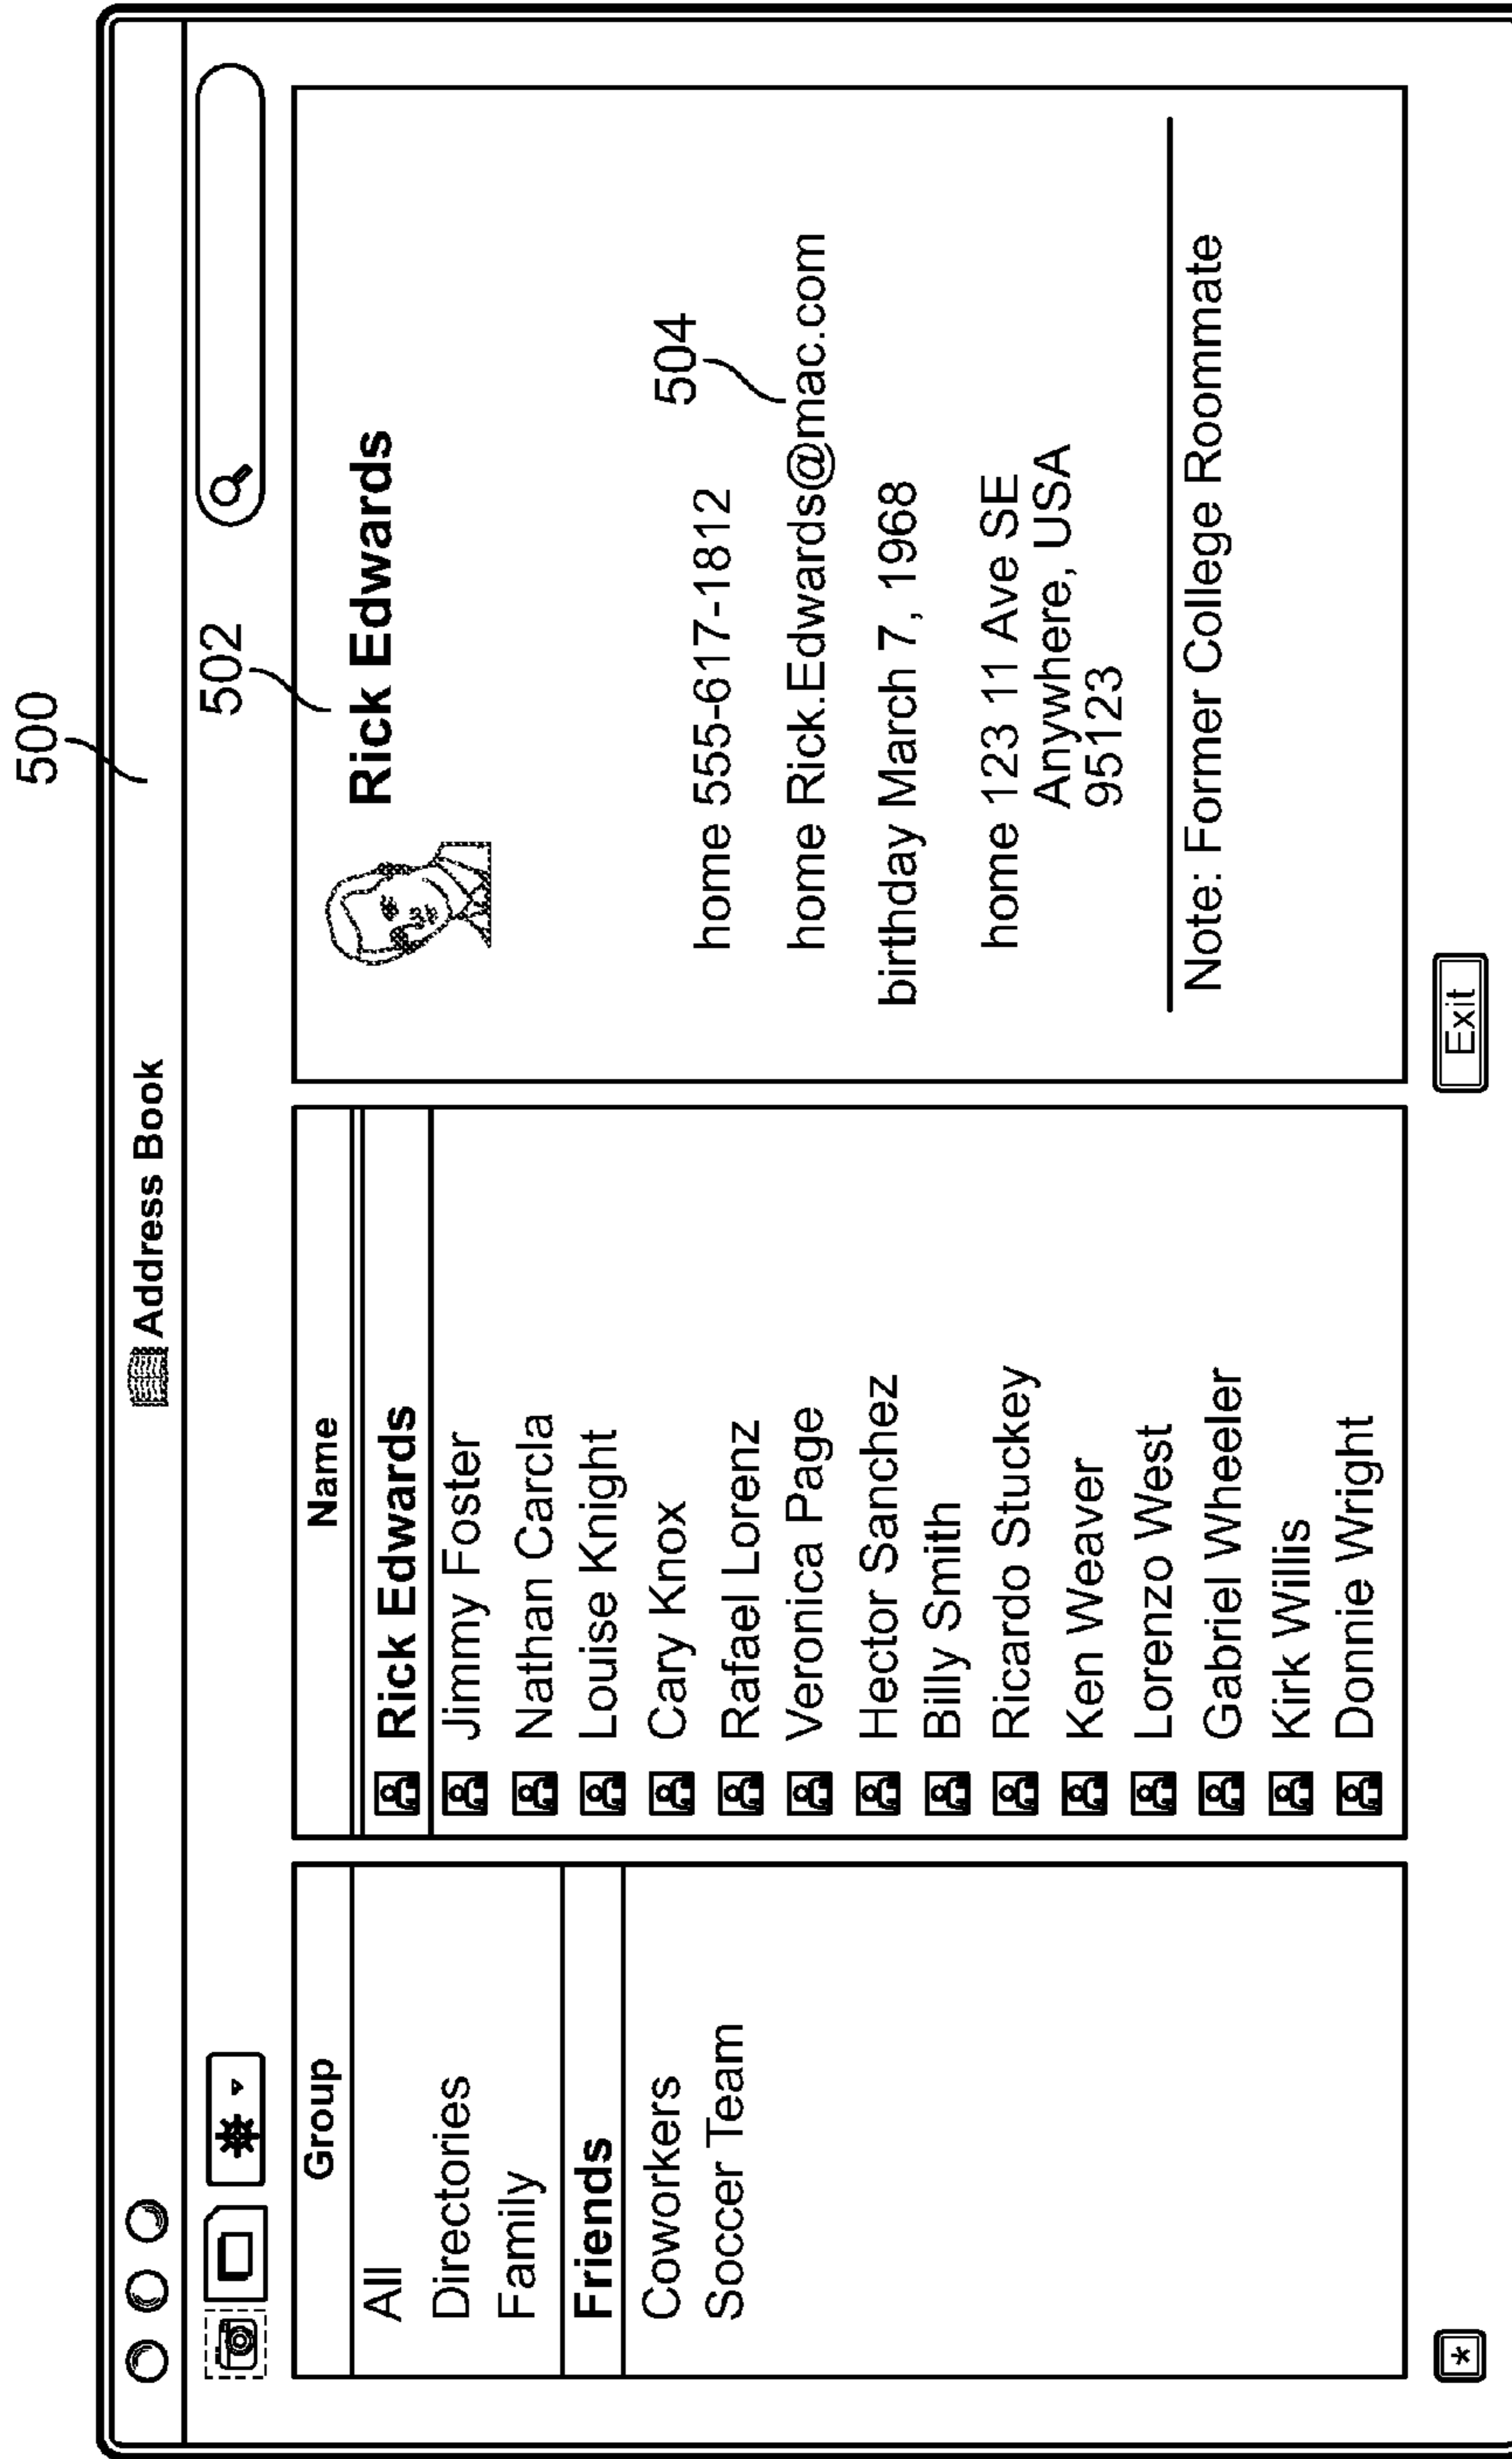 500
Address Book
502
Group
All
Directories
Family
Friends
Coworkers
Soccer Team
Name
Rick Edwards
Jimmy Foster
Nathan Carcla
Louise Knight
Cary Knox
Rafael Lorenz
Veronica Page
Hector Sanchez
Billy Smith
Ricardo Stuckey
Ken Weaver
Lorenzo West
Gabriel Wheeler
Kirk Willis
Donnie Wright
Rick Edwards
504
home 555-617-1812
home Rick.Edwards@mac.com
birthday March 7, 1968
home 123 11 Ave SE
Anywhere, USA
95123
Note: Former College Roommate
*
Exit